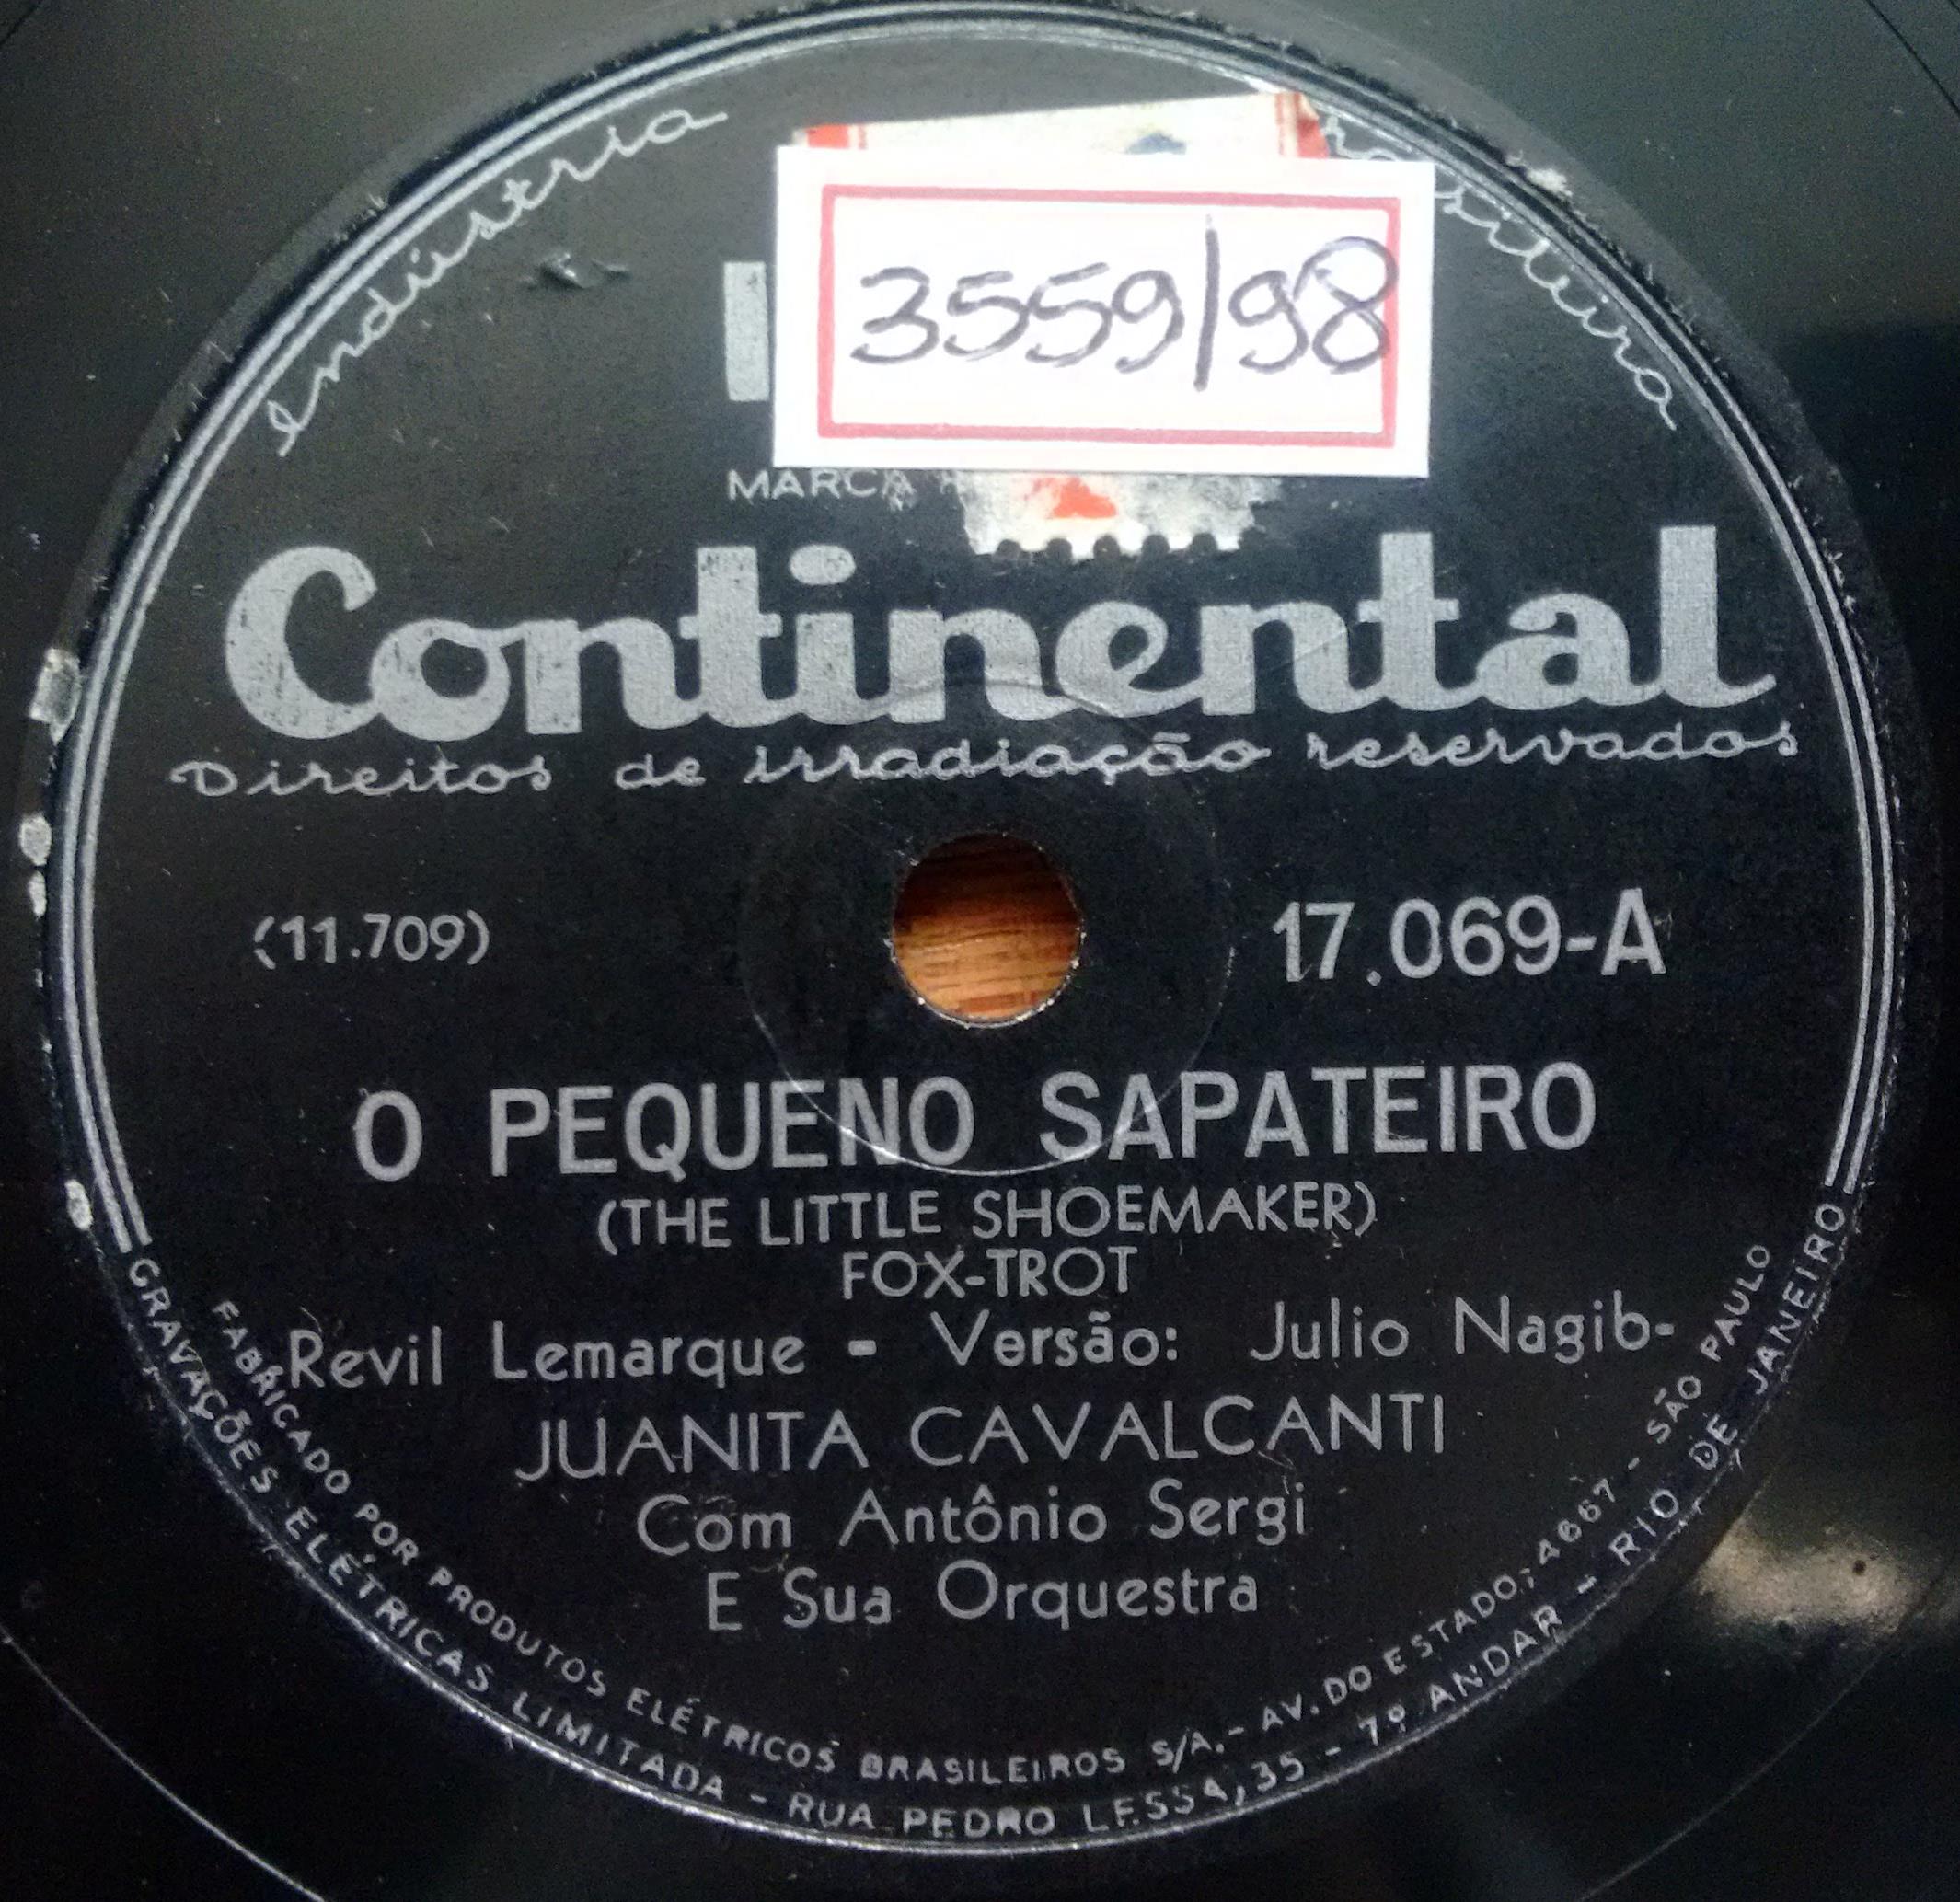 Indústria
3559/98
MARCA
Continental
Direitos de irradiação reservados
(11.709)
17.069-A
O PEQUENO SAPATEIRO
(THE LITTLE SHOEMAKER)
FOX-TROT
Revil Lemarque - Versão: Julio Nagib-
JUANITA CAVALCANTI
Com Antônio Sergi
E Sua Orquestra
FABRICADO POR PRODUTOS ELÉTRICOS BRASILEIROS S/A.- AV. DO ESTADO, 4667 - SÃO PAULO
GRAVAÇÕES ELÉTRICAS LIMITADA - RUA PEDRO LESSA, 35 - 7º ANDAR - RIO DE JANEIRO